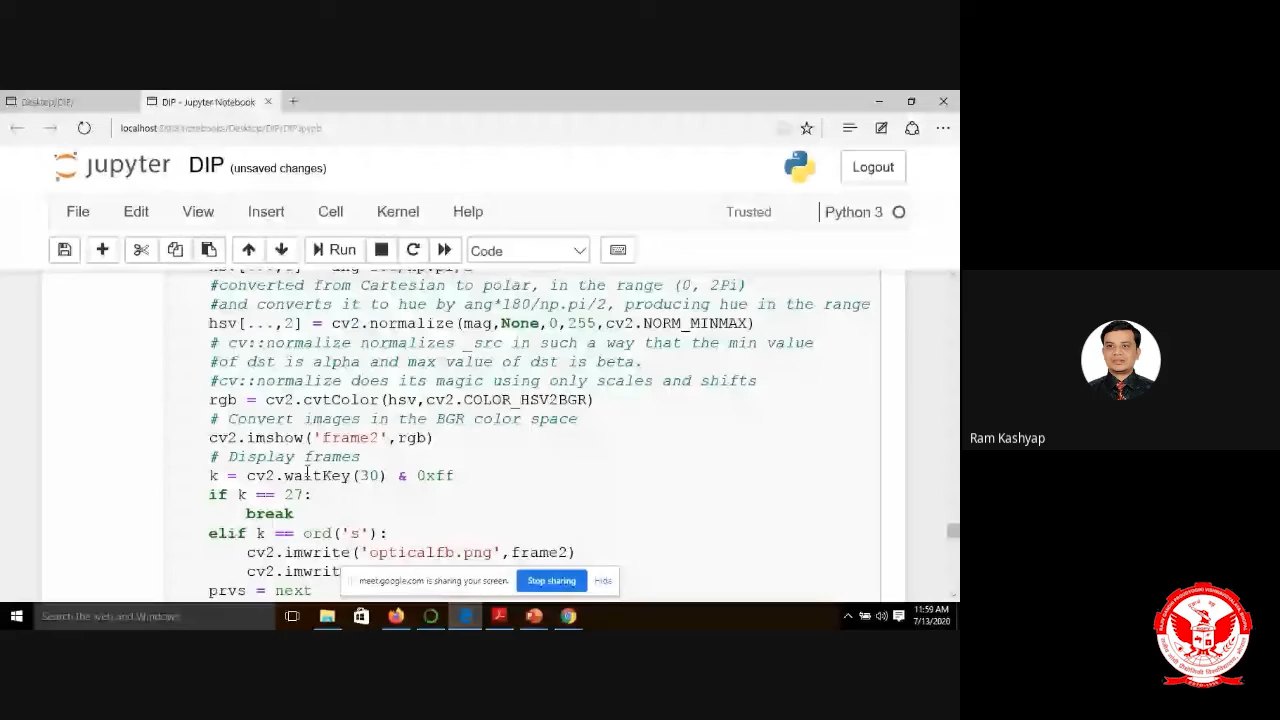 Desktop/DIP/
DIP - Jupyter Notebook
jupyter DIP (unsaved changes)
Logout
File Edit View Insert Cell Kernel Help
Trusted Python 3
Run
Code
#converted from Cartesian to polar, in the range (0, 2Pi)
#and converts it to hue by ang*180/np.pi/2, producing hue in the range
hsv[...,2] = cv2.normalize(mag,None,0,255,cv2.NORM_MINMAX)
# cv::normalize normalizes _src in such a way that the min value
#of dst is alpha and max value of dst is beta.
#cv::normalize does its magic using only scales and shifts
rgb = cv2.cvtColor(hsv,cv2.COLOR_HSV2BGR)
# Convert images in the BGR color space
cv2.imshow('frame2',rgb)
# Display frames
k = cv2.waitKey(30) & 0xff
if k == 27:
break
elif k == ord('s'):
cv2.imwrite('opticalfb.png',frame2)
cv2.imwrit
prvs = next
meet.google.com is sharing your screen.
Stop sharing
Hide
Search the web and Windows
11:59 AM
7/13/2020
Ram Kashyap